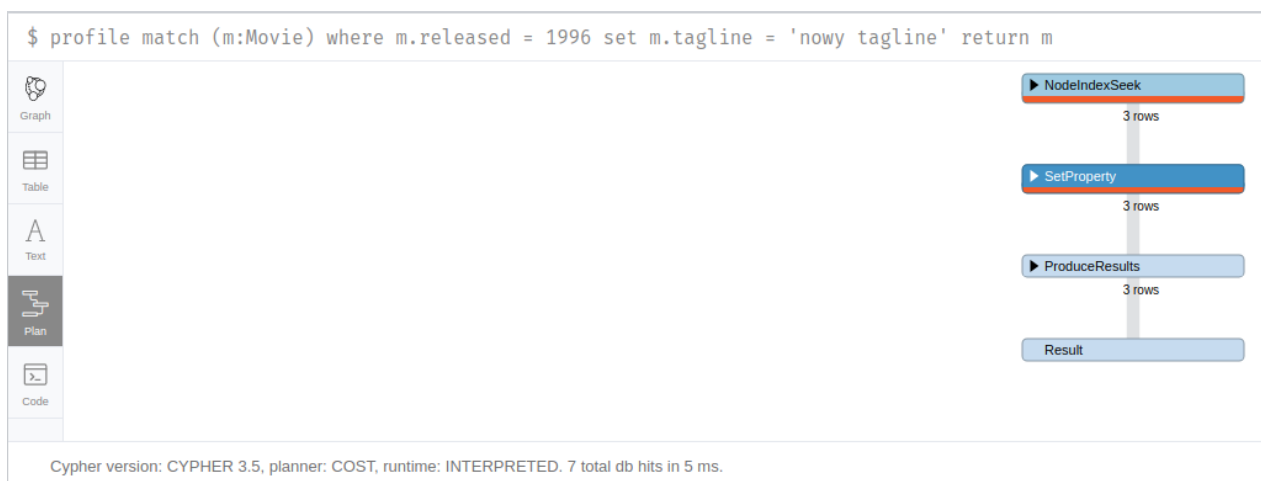 $ profile match (m:Movie) where m.released = 1996 set m.tagline = 'nowy tagline' return m
Graph
Table
Text
Plan
Code
NodeIndexSeek
3 rows
SetProperty
3 rows
ProduceResults
3 rows
Result
Cypher version: CYPHER 3.5, planner: COST, runtime: INTERPRETED. 7 total db hits in 5 ms.